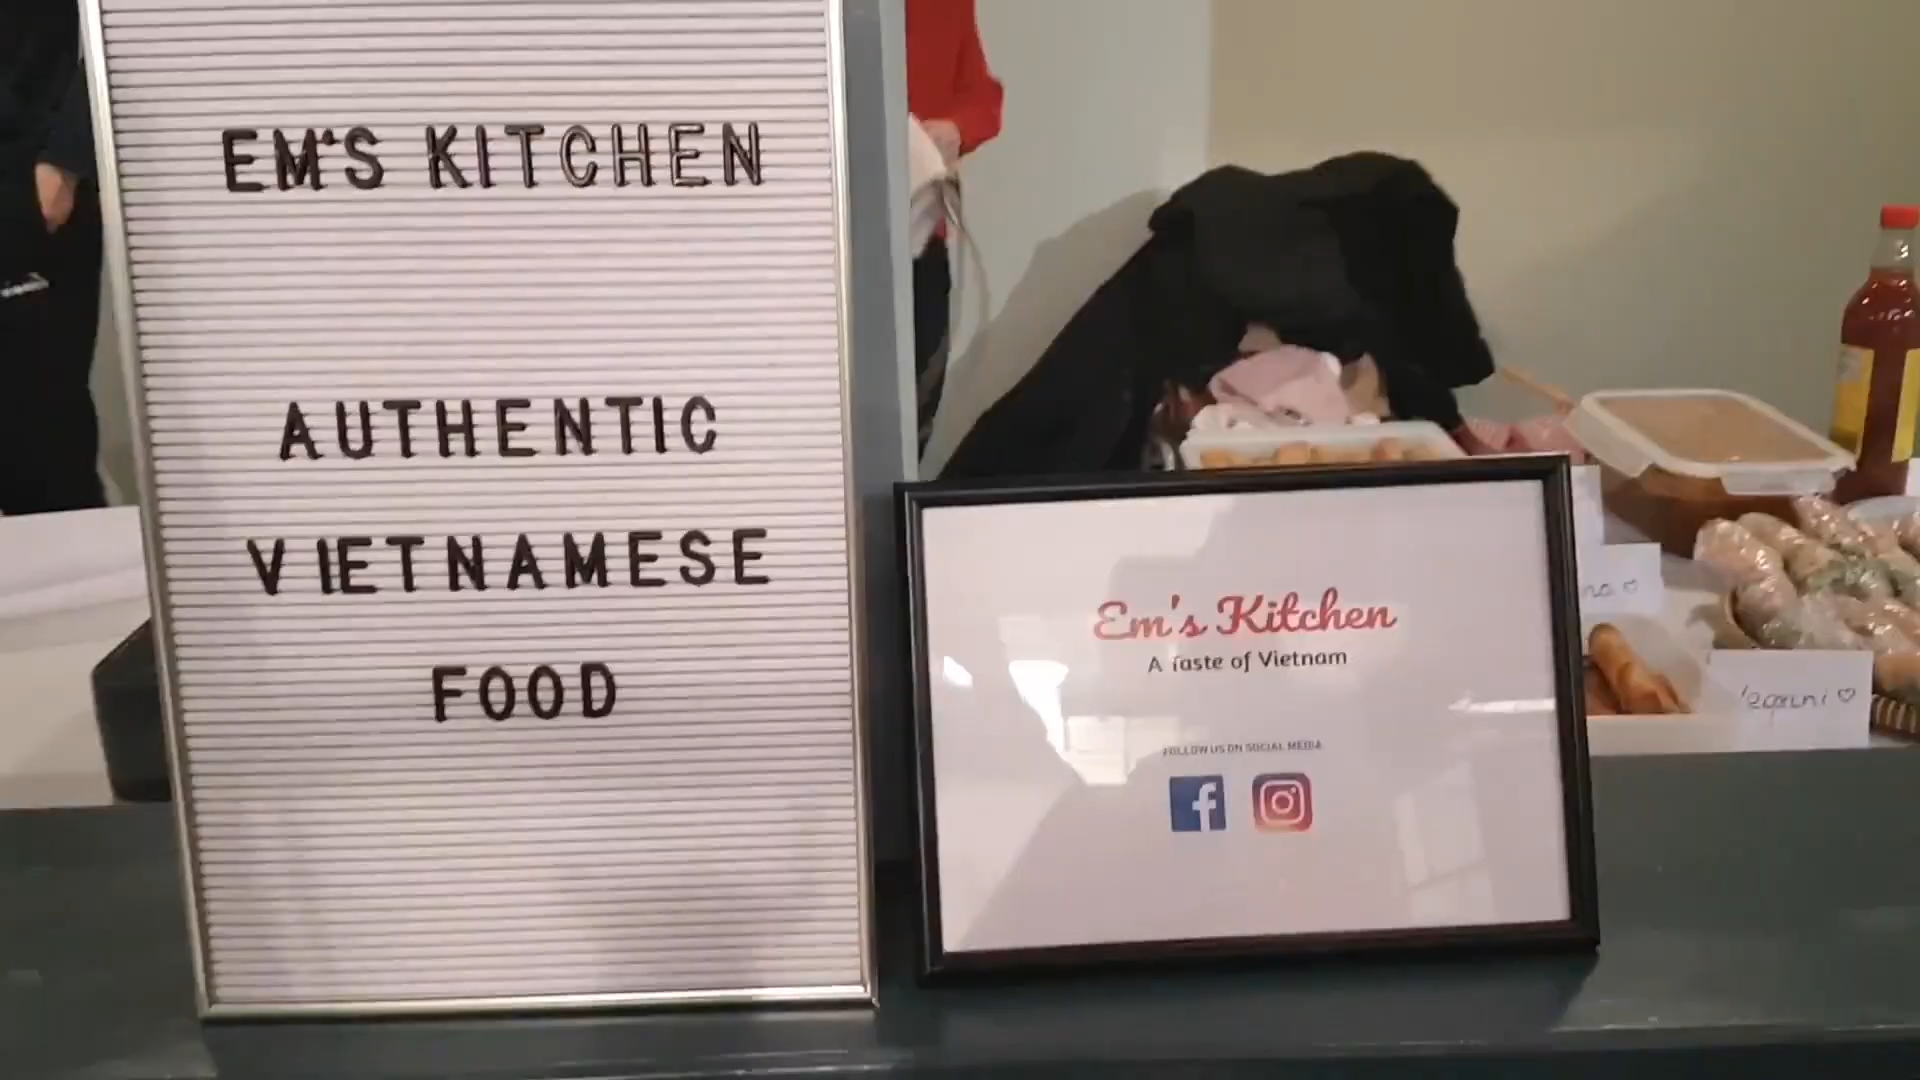 EM'S KITCHEN
AUTHENTIC
VIETNAMESE
FOOD
Em's Kitchen
A Taste of Vietnam
FOLLOW US ON SOCIAL MEDIA